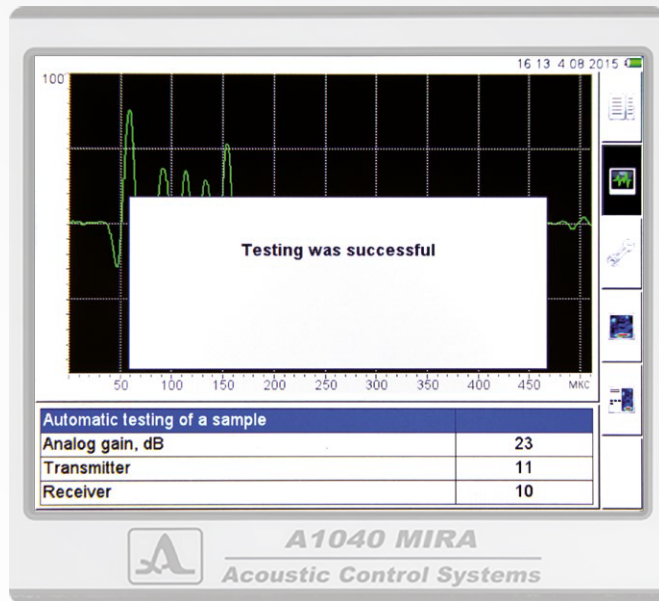 16 13 4 08 2015
100
Testing was successful
50 100 150 200 250 300 350 400 450 МКС
Automatic testing of a sample
Analog gain, dB 23
Transmitter 11
Receiver 10
A1040 MIRA
Acoustic Control Systems